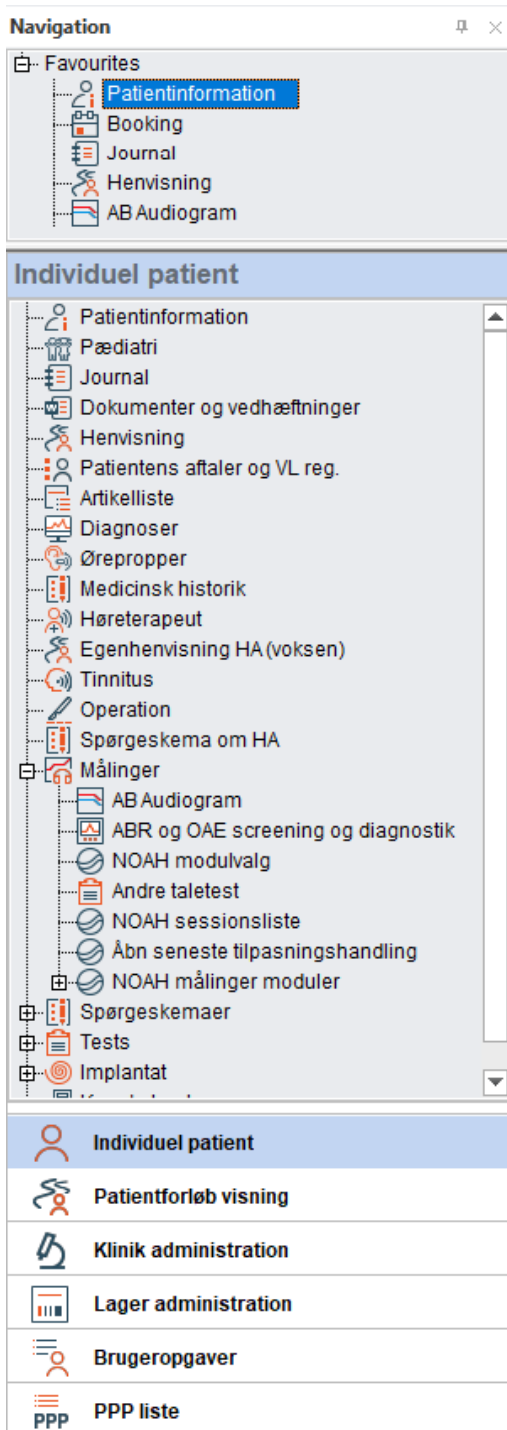 Navigation
Favourites
Patientinformation
Booking
Journal
Henvisning
AB Audiogram
Individuel patient
Patientinformation
Pædiatri
Journal
Dokumenter og vedhæftninger
Henvisning
Patientens aftaler og VL reg.
Artikelliste
Diagnoser
Ørepropper
Medicinsk historik
Høreterapeut
Egenhenvisning HA (voksen)
Tinnitus
Operation
Spørgeskema om HA
Målinger
AB Audiogram
ABR og OAE screening og diagnostik
NOAH modulvalg
Andre taletest
NOAH sessionsliste
Åbn seneste tilpasningshandling
NOAH målinger moduler
Spørgeskemaer
Tests
Implantat
Individuel patient
Patientforløb visning
Klinik administration
Lager administration
Brugeropgaver
PPP PPP liste